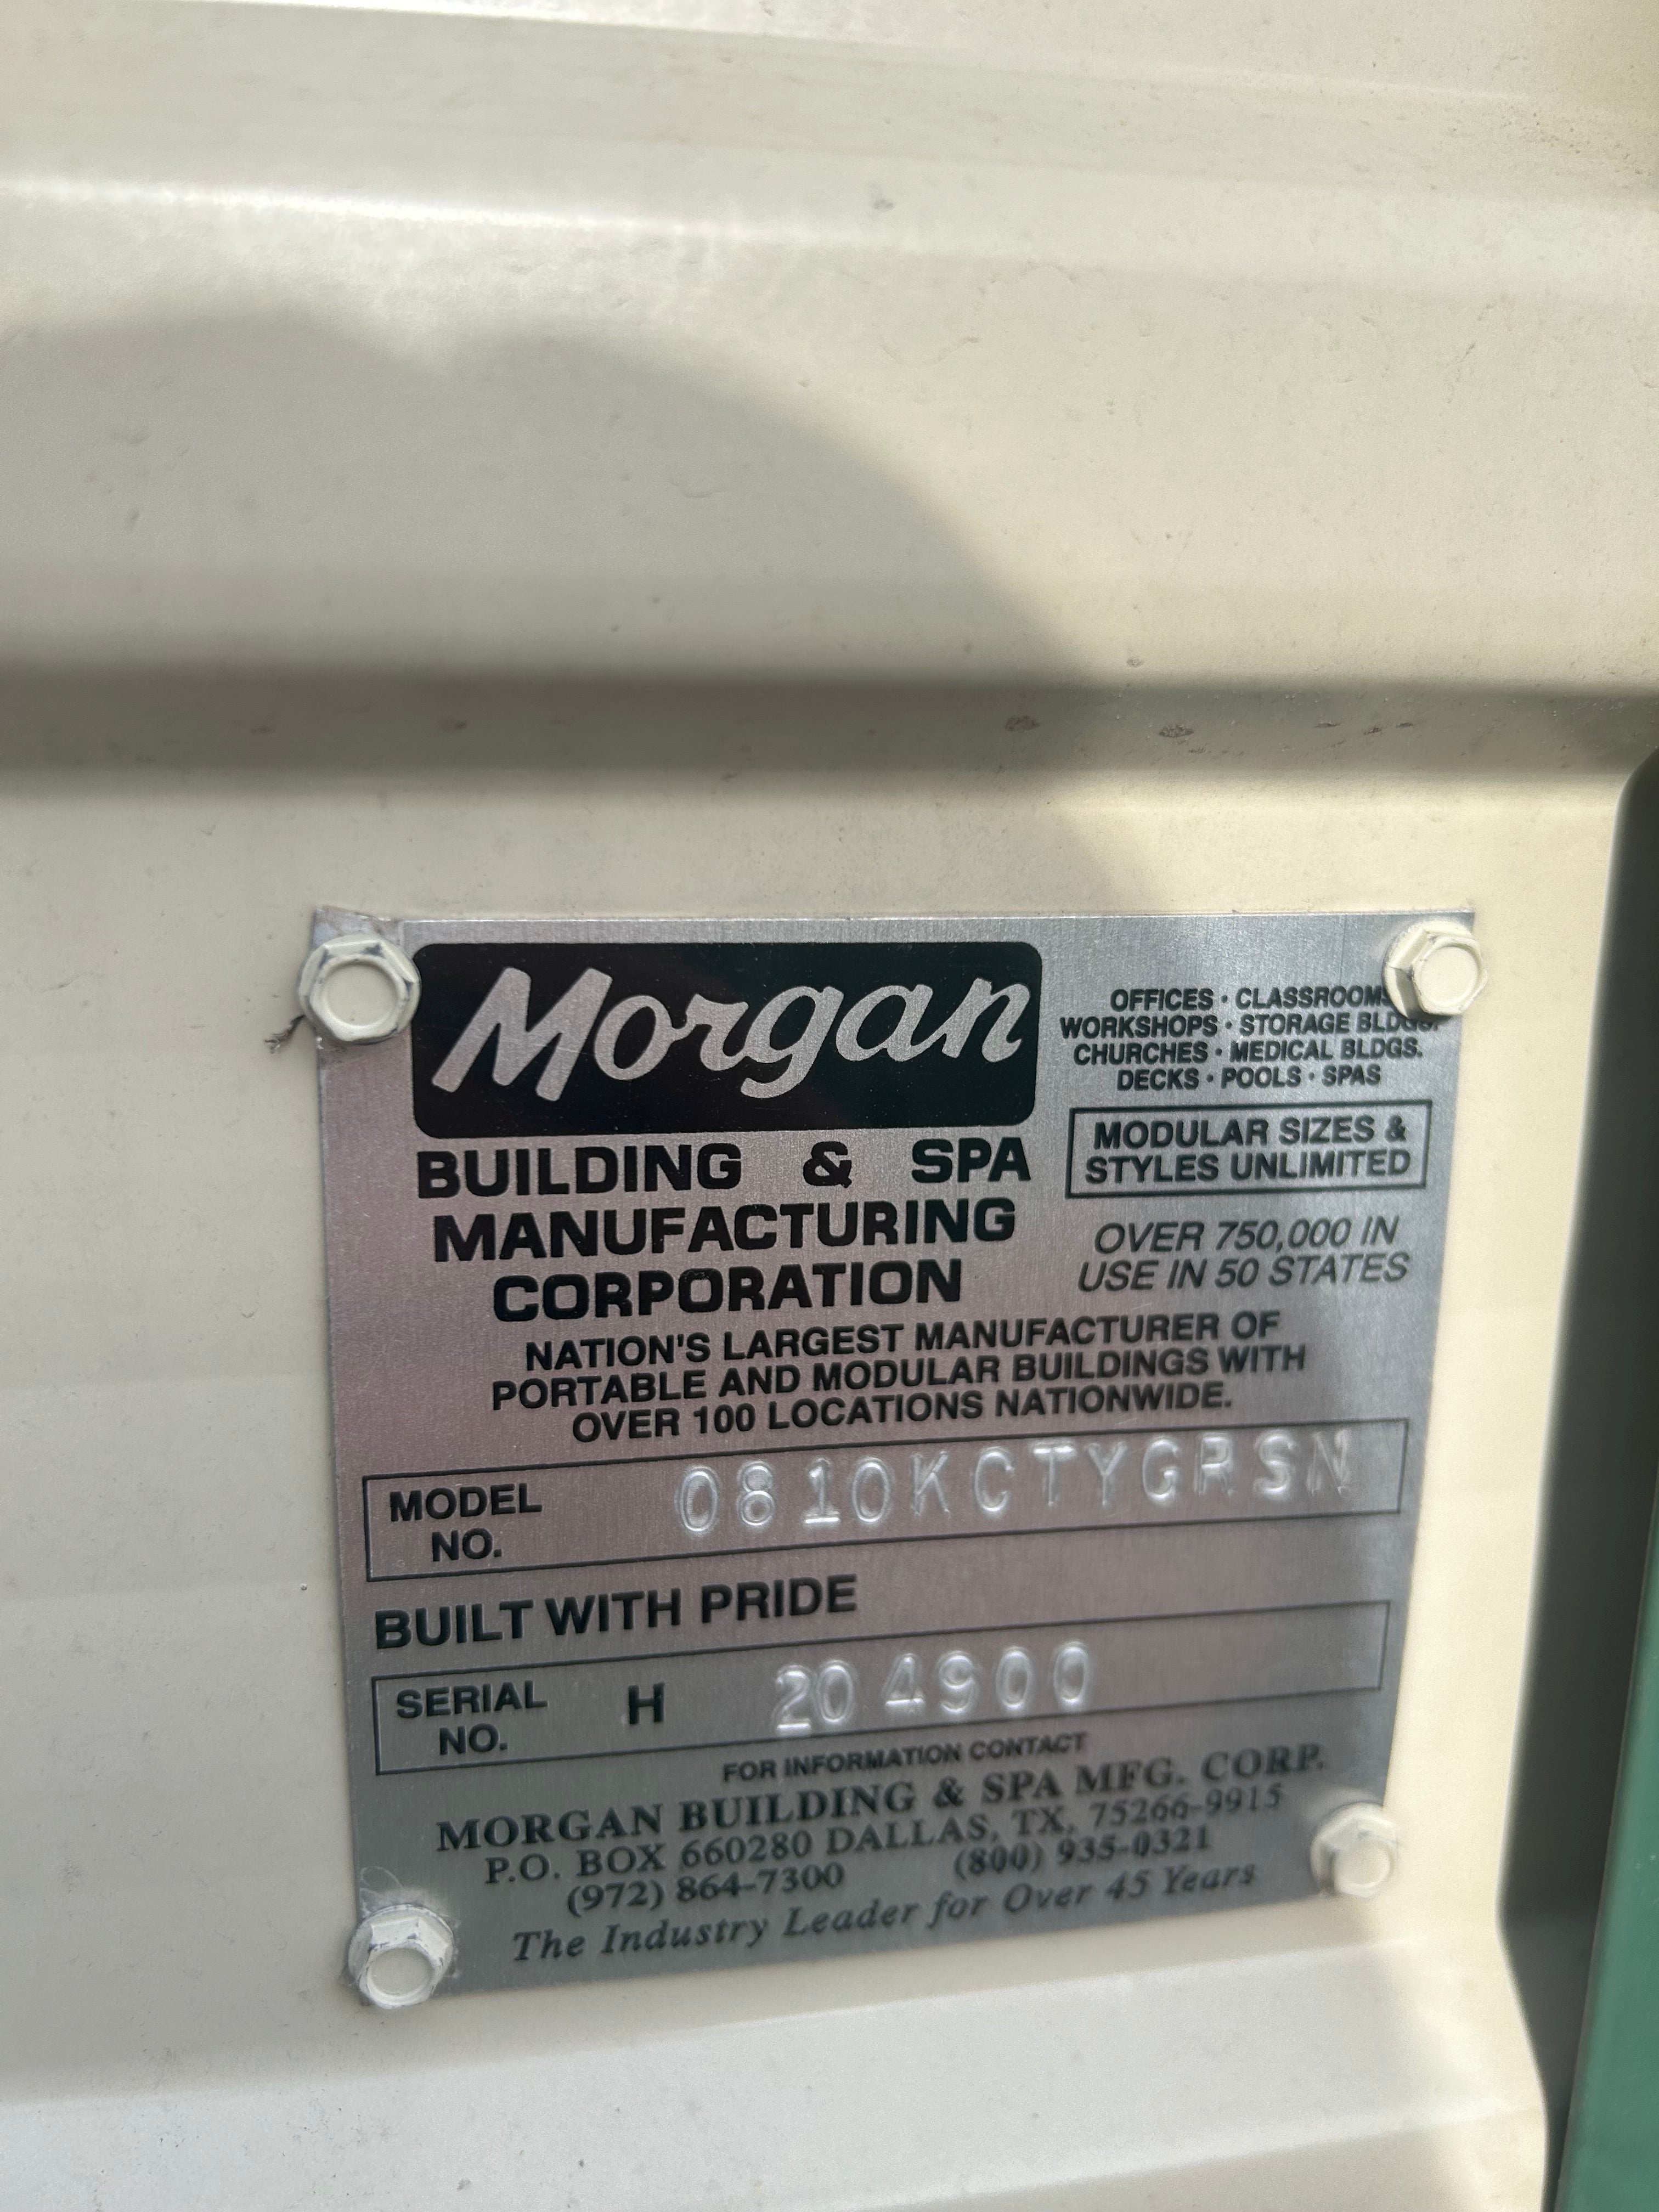 Morgan
BUILDING & SPA
MANUFACTURING
CORPORATION
OFFICES · CLASSROOMS
WORKSHOPS · STORAGE BLDGS.
CHURCHES · MEDICAL BLDGS.
DECKS · POOLS · SPAS
MODULAR SIZES &
STYLES UNLIMITED
OVER 750,000 IN
USE IN 50 STATES
NATION'S LARGEST MANUFACTURER OF
PORTABLE AND MODULAR BUILDINGS WITH
OVER 100 LOCATIONS NATIONWIDE.
MODEL NO. 0810KCTYGRSN
BUILT WITH PRIDE
SERIAL NO. H 204900
FOR INFORMATION CONTACT
MORGAN BUILDING & SPA MFG. CORP.
P.O. BOX 660280 DALLAS, TX, 75266-9915
(972) 864-7300 (800) 935-0321
The Industry Leader for Over 45 Years